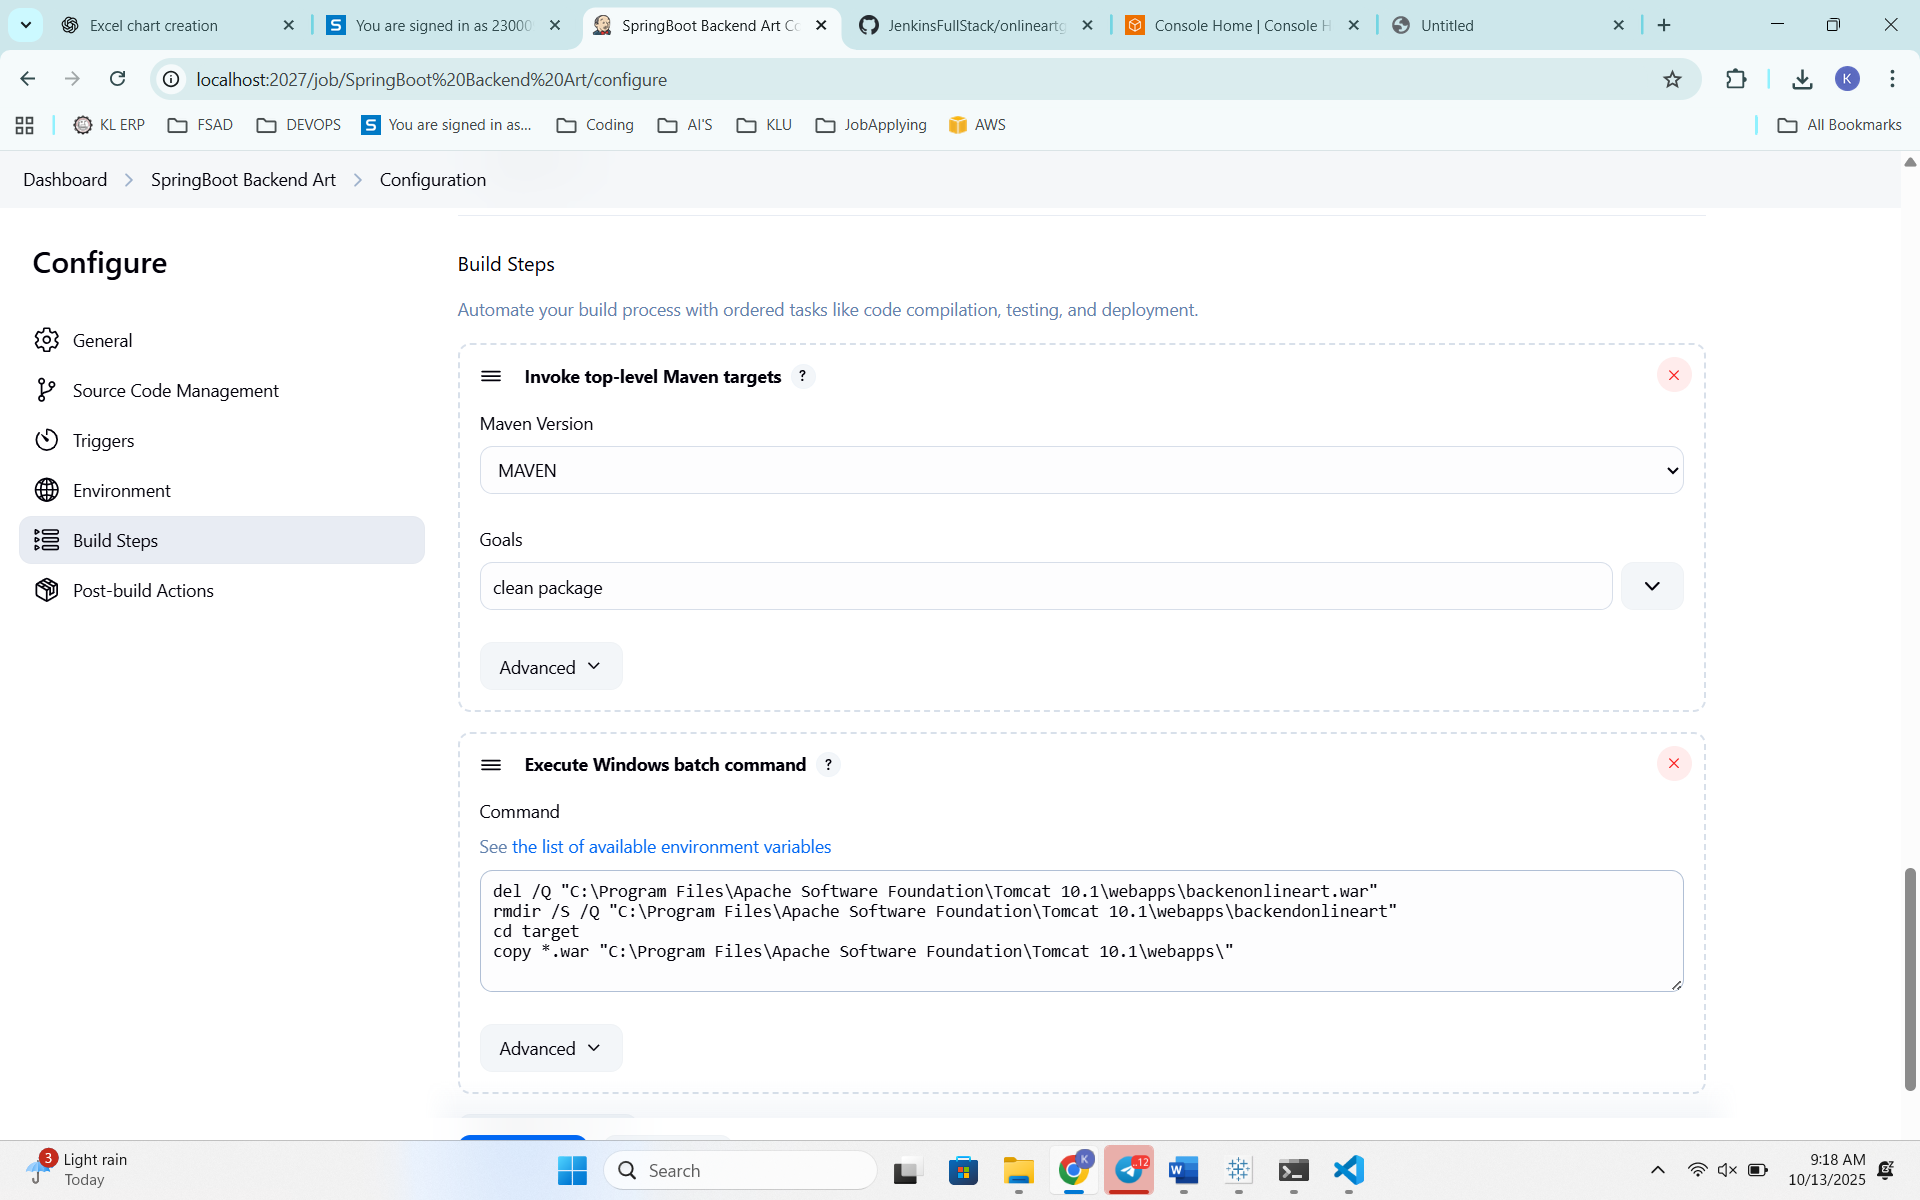 Excel chart creation
You are signed in as 23000
SpringBoot Backend Art Co
JenkinsFullStack/onlineartg
Console Home | Console H
Untitled
localhost:2027/job/SpringBoot%20Backend%20Art/configure
K
KL ERP
FSAD
DEVOPS
You are signed in as...
Coding
AI'S
KLU
JobApplying
AWS
All Bookmarks
Dashboard
SpringBoot Backend Art
Configuration
Configure
General
Source Code Management
Triggers
Environment
Build Steps
Post-build Actions
Build Steps
Automate your build process with ordered tasks like code compilation, testing, and deployment.
Invoke top-level Maven targets ?
Maven Version
MAVEN
Goals
clean package
Advanced
Execute Windows batch command ?
Command
See the list of available environment variables
del /Q "C:\Program Files\Apache Software Foundation\Tomcat 10.1\webapps\backenonlineart.war"
rmdir /S /Q "C:\Program Files\Apache Software Foundation\Tomcat 10.1\webapps\backendonlineart"
cd target
copy *.war "C:\Program Files\Apache Software Foundation\Tomcat 10.1\webapps\"
Advanced
3
Light rain
Today
Search
K
..12
9:18 AM
10/13/2025